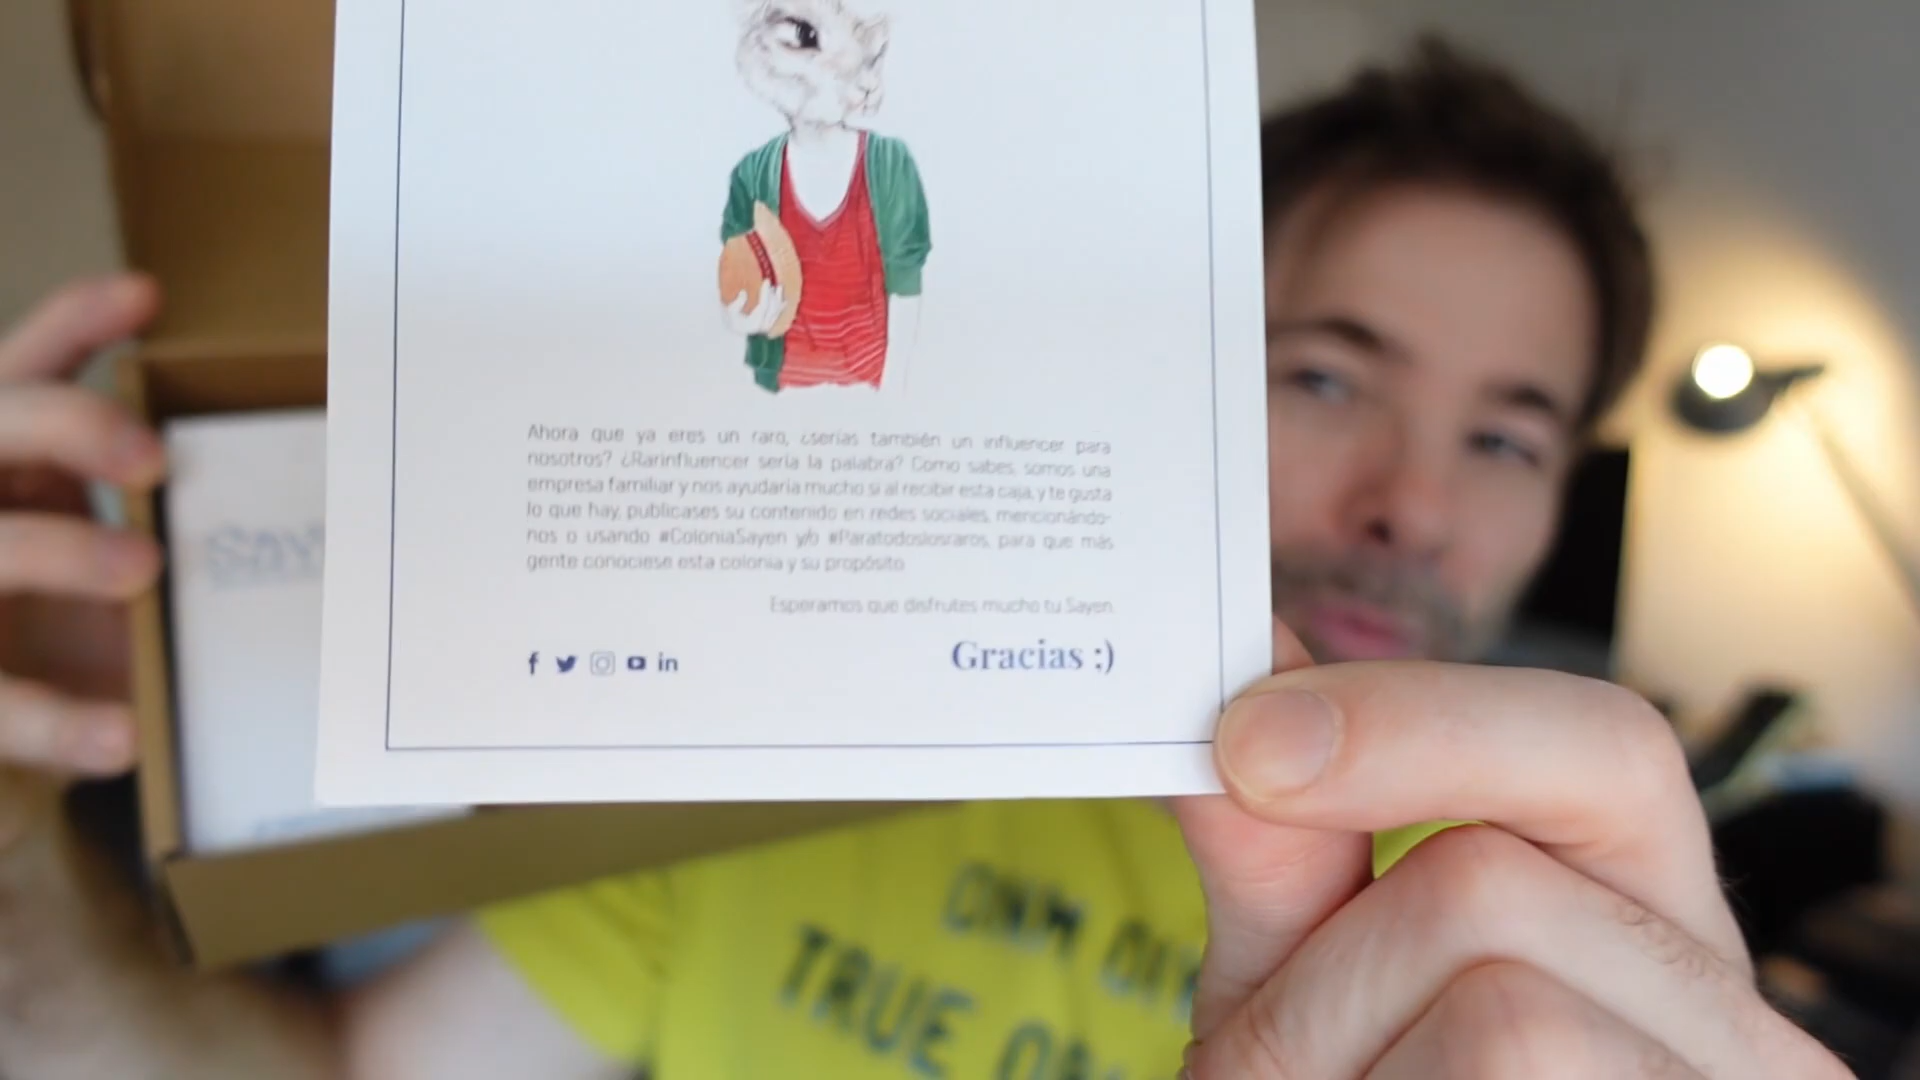 Ahora que ya eres un raro, ¿serías también un influencer para
nosotros? ¿Rarinfluencer sería la palabra? Como sabes, somos una
empresa familiar y nos ayudaría mucho si al recibir esta caja, y te gusta
lo que hay, publicases su contenido en redes sociales, mencionándo-
nos o usando #ColoniaSayen y/o #Paratodoslosraros, para que más
gente conociese esta colonia y su propósito.
Esperamos que disfrutes mucho tu Sayen.
f in
Gracias :)
SAY
TRUE